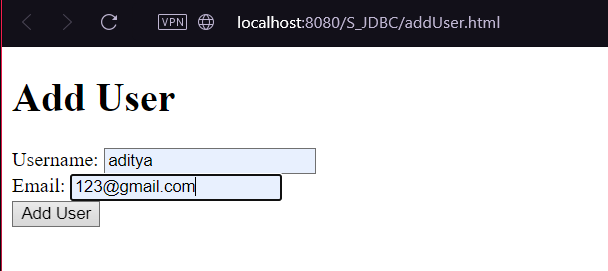 VPN localhost:8080/S_JDBC/addUser.html
Add User
Username: aditya
Email: 123@gmail.com
Add User